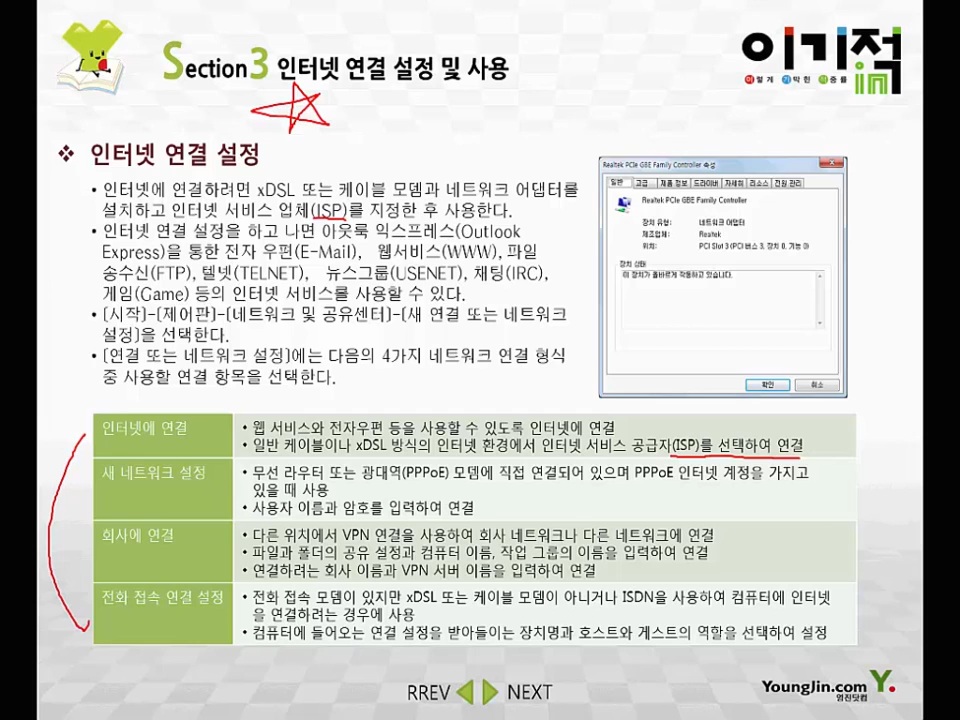 Section 3 인터넷 연결 설정 및 사용
이기적in
이렇게 기막힌 적중률
❖ 인터넷 연결 설정
• 인터넷에 연결하려면 xDSL 또는 케이블 모뎀과 네트워크 어댑터를
설치하고 인터넷 서비스 업체(ISP)를 지정한 후 사용한다.
• 인터넷 연결 설정을 하고 나면 아웃룩 익스프레스(Outlook
Express)을 통한 전자 우편(E-Mail), 웹서비스(WWW), 파일
송수신(FTP), 텔넷(TELNET), 뉴스그룹(USENET), 채팅(IRC),
게임(Game) 등의 인터넷 서비스를 사용할 수 있다.
• [시작]-[제어판]-[네트워크 및 공유센터]-[새 연결 또는 네트워크
설정]을 선택한다.
• [연결 또는 네트워크 설정]에는 다음의 4가지 네트워크 연결 형식
중 사용할 연결 항목을 선택한다.
Realtek PCIe GBE Family Controller 속성
일반 고급 제품 정보 드라이버 자세히 리소스 전원 관리
Realtek PCIe GBE Family Controller
장치 유형: 네트워크 어댑터
제조업체: Realtek
위치: PCI Slot 3 (PCI 버스 3, 장치 0, 기능 0)
장치 상태
이 장치가 올바르게 작동하고 있습니다.
확인 취소
인터넷에 연결
• 웹 서비스와 전자우편 등을 사용할 수 있도록 인터넷에 연결
• 일반 케이블이나 xDSL 방식의 인터넷 환경에서 인터넷 서비스 공급자(ISP)를 선택하여 연결
새 네트워크 설정
• 무선 라우터 또는 광대역(PPPoE) 모뎀에 직접 연결되어 있으며 PPPoE 인터넷 계정을 가지고
있을 때 사용
• 사용자 이름과 암호를 입력하여 연결
회사에 연결
• 다른 위치에서 VPN 연결을 사용하여 회사 네트워크나 다른 네트워크에 연결
• 파일과 폴더의 공유 설정과 컴퓨터 이름, 작업 그룹의 이름을 입력하여 연결
• 연결하려는 회사 이름과 VPN 서버 이름을 입력하여 연결
전화 접속 연결 설정
• 전화 접속 모뎀이 있지만 xDSL 또는 케이블 모뎀이 아니거나 ISDN을 사용하여 컴퓨터에 인터넷
을 연결하려는 경우에 사용
• 컴퓨터에 들어오는 연결 설정을 받아들이는 장치명과 호스트와 게스트의 역할을 선택하여 설정
RREV NEXT
YoungJin.com Y.
영진닷컴